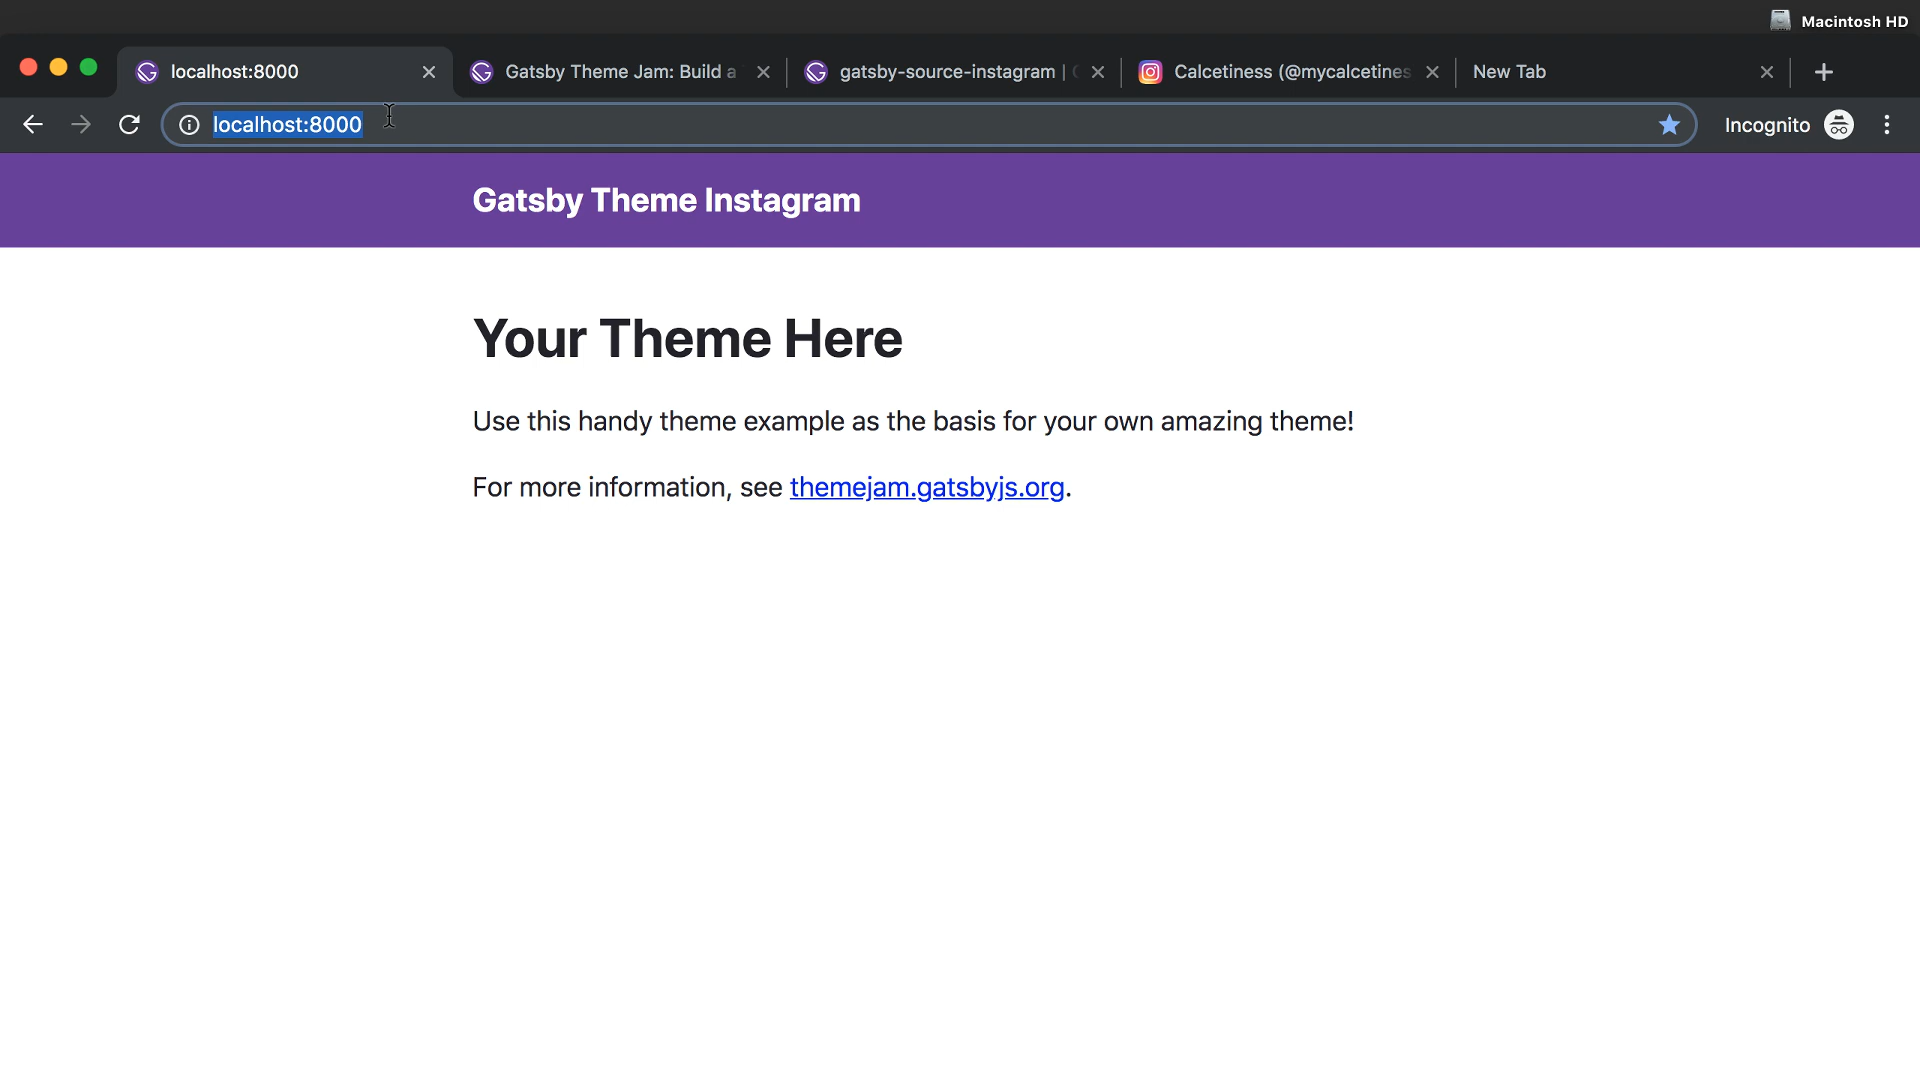 Macintosh HD
localhost:8000
Gatsby Theme Jam: Build a
gatsby-source-instagram |
Calcetiness (@mycalcetines
New Tab
localhost:8000
Incognito
Gatsby Theme Instagram
Your Theme Here
Use this handy theme example as the basis for your own amazing theme!
For more information, see themejam.gatsbyjs.org.